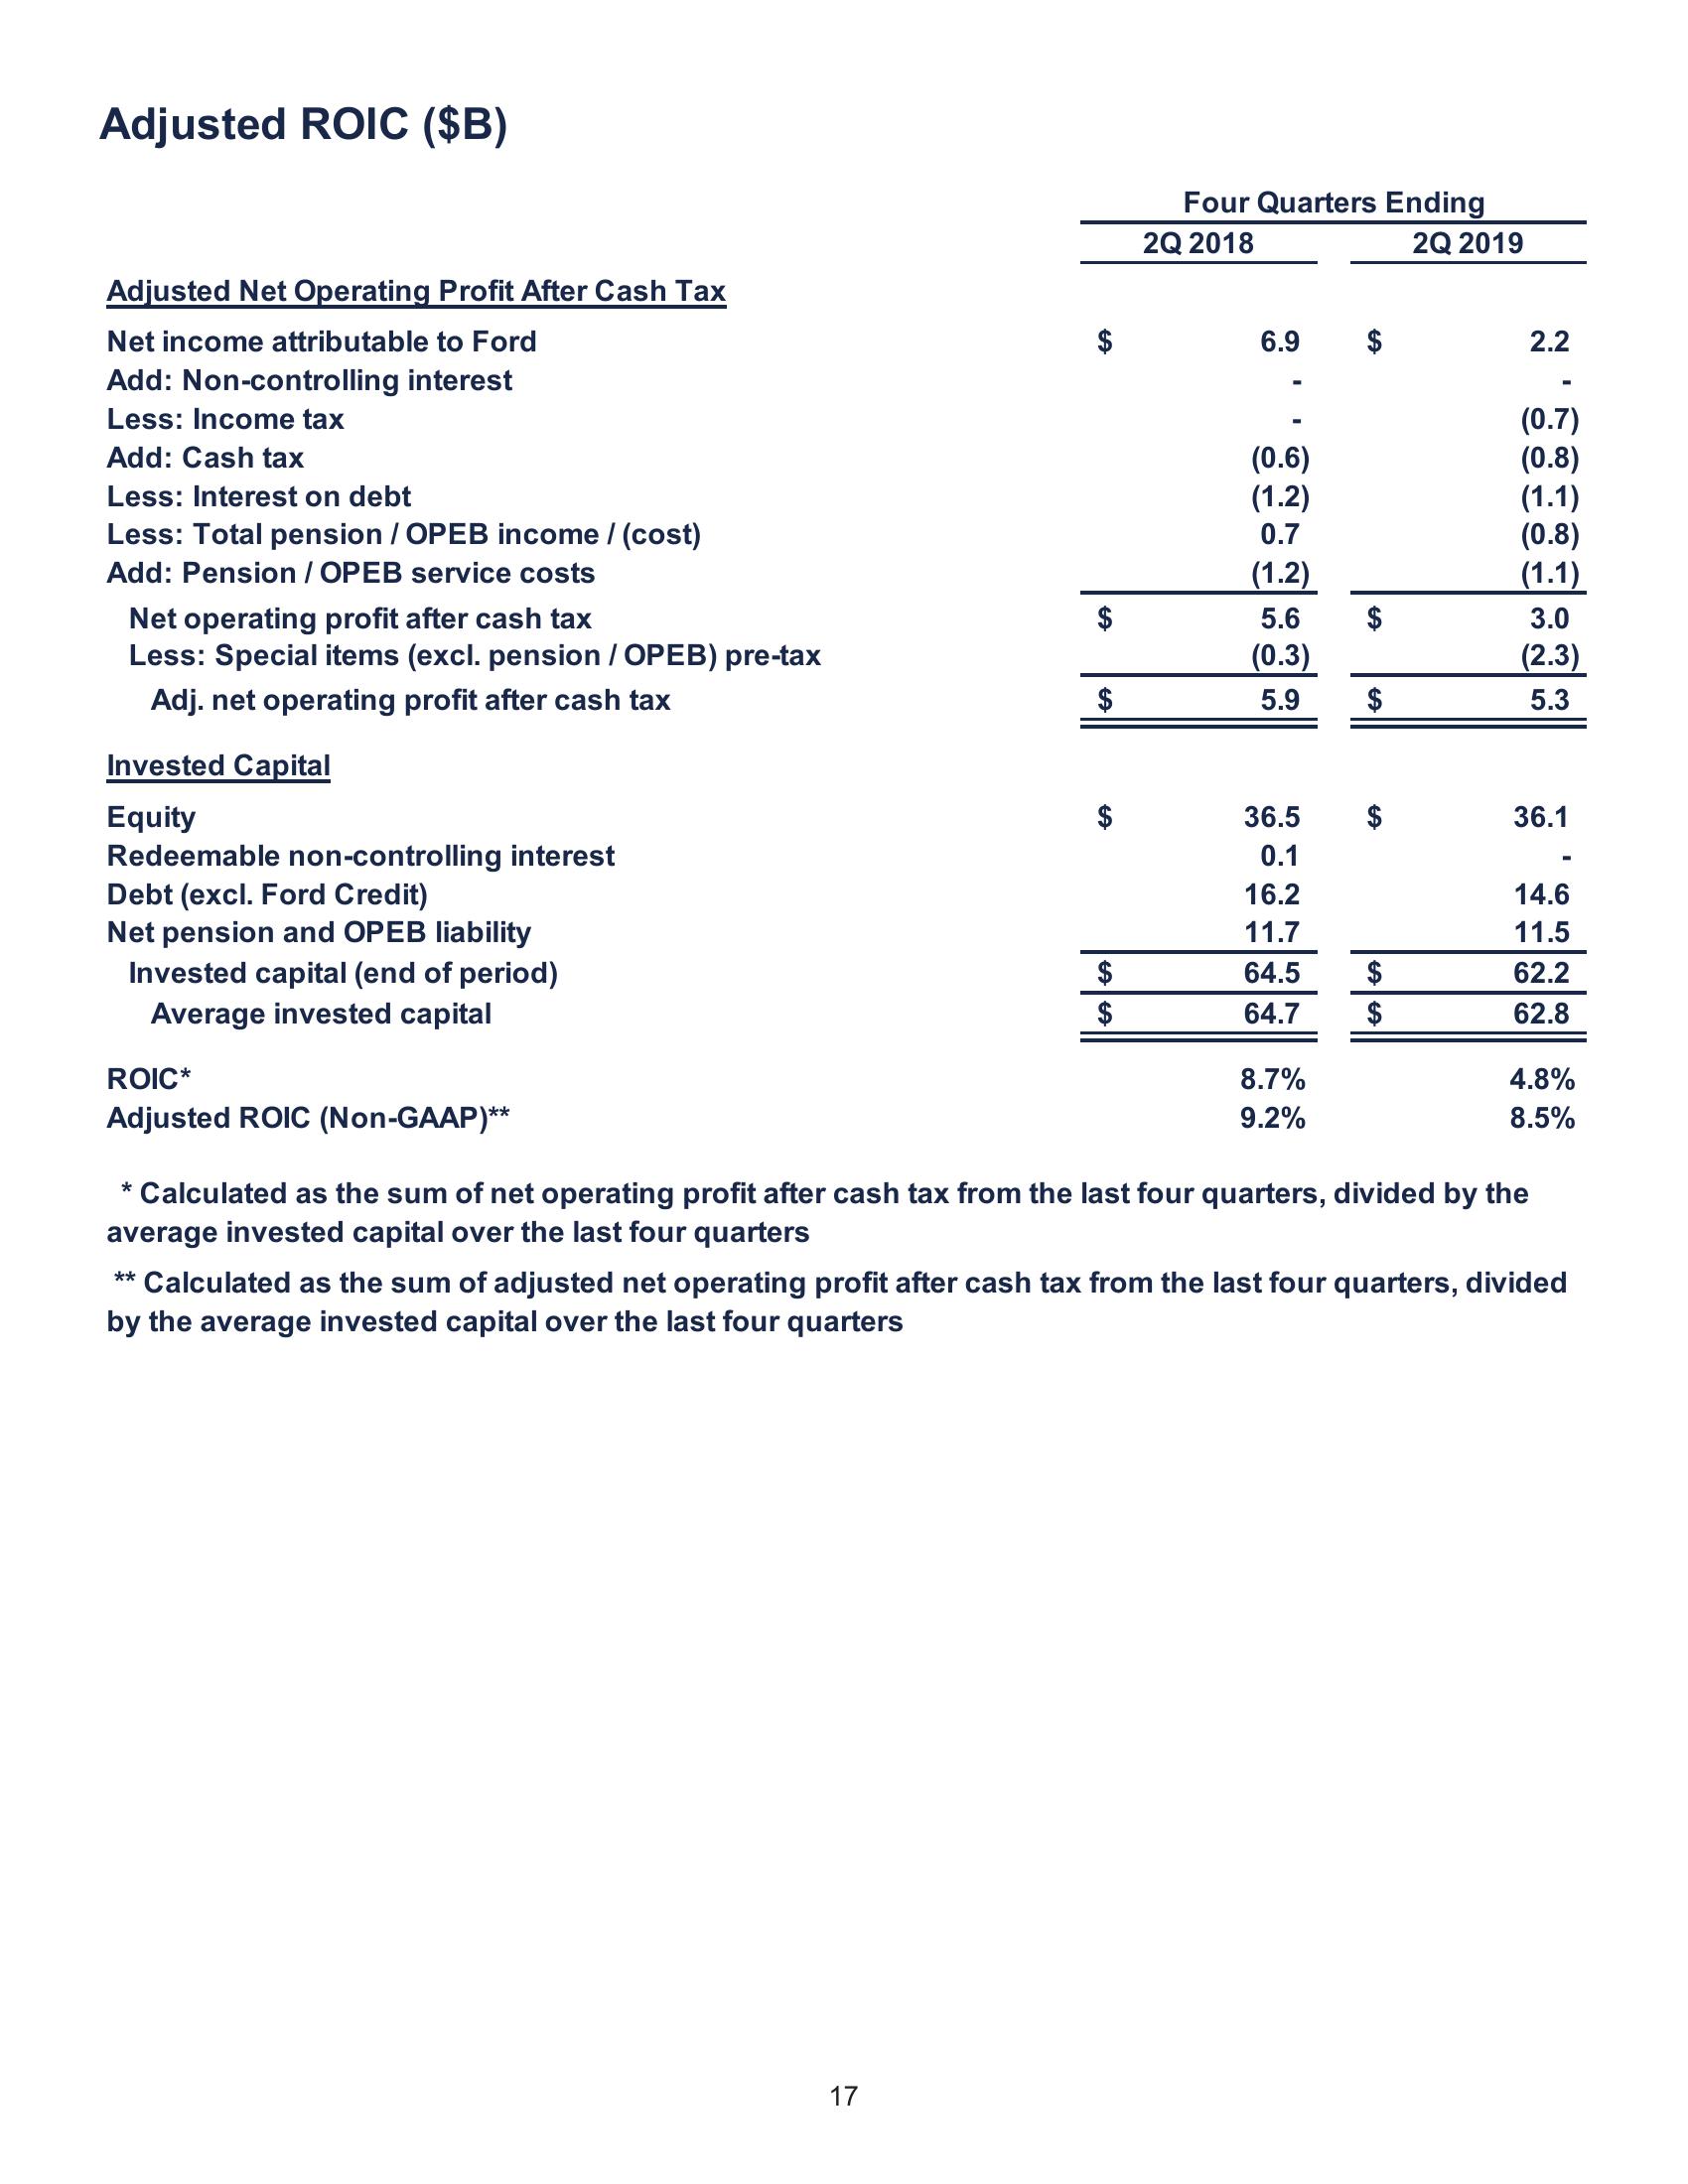 Adjusted ROIC ($B)
Four Quarters Ending
2Q 2018 2Q 2019
Adjusted Net Operating Profit After Cash Tax
Net income attributable to Ford $ 6.9 $ 2.2
Add: Non-controlling interest - -
Less: Income tax - (0.7)
Add: Cash tax (0.6) (0.8)
Less: Interest on debt (1.2) (1.1)
Less: Total pension / OPEB income / (cost) 0.7 (0.8)
Add: Pension / OPEB service costs (1.2) (1.1)
Net operating profit after cash tax $ 5.6 $ 3.0
Less: Special items (excl. pension / OPEB) pre-tax (0.3) (2.3)
Adj. net operating profit after cash tax $ 5.9 $ 5.3
Invested Capital
Equity $ 36.5 $ 36.1
Redeemable non-controlling interest 0.1 -
Debt (excl. Ford Credit) 16.2 14.6
Net pension and OPEB liability 11.7 11.5
Invested capital (end of period) $ 64.5 $ 62.2
Average invested capital $ 64.7 $ 62.8
ROIC* 8.7% 4.8%
Adjusted ROIC (Non-GAAP)** 9.2% 8.5%
* Calculated as the sum of net operating profit after cash tax from the last four quarters, divided by the
average invested capital over the last four quarters
** Calculated as the sum of adjusted net operating profit after cash tax from the last four quarters, divided
by the average invested capital over the last four quarters
17